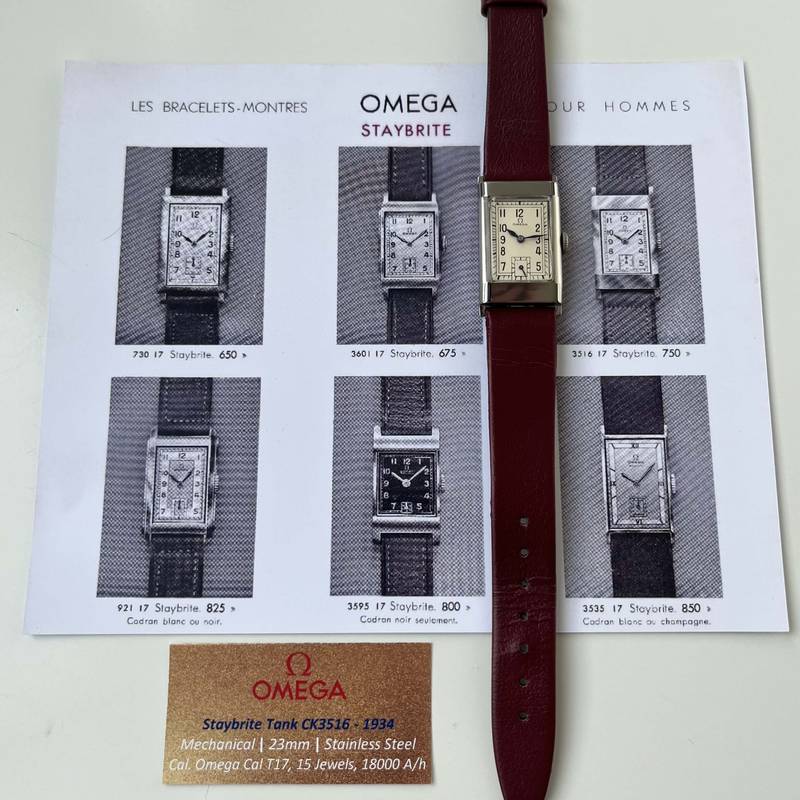 LES BRACELETS-MONTRES OMEGA OUR HOMMES
STAYBRITE
730 17 Staybrite. 650 »
3601 17 Staybrite. 675 »
3516 17 Staybrite. 750 »
921 17 Staybrite. 825 »
Cadran blanc ou noir.
3595 17 Staybrite. 800 »
Cadran noir seulement.
3535 17 Staybrite. 850 »
Cadran blanc ou champagne.
Ω
OMEGA
Staybrite Tank CK3516 - 1934
Mechanical | 23mm | Stainless Steel
Cal. Omega Cal T17, 15 Jewels, 18000 A/h